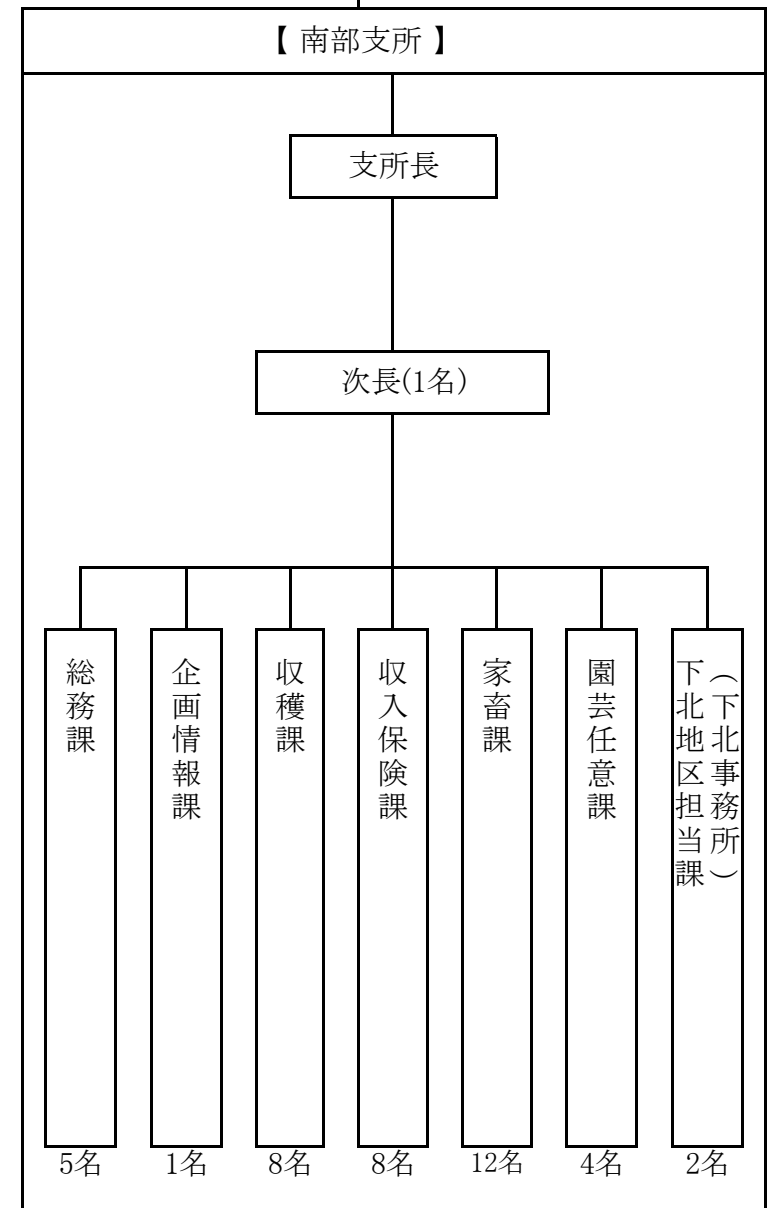 【 南部支所 】
支所長
次長(1名)
総務課
企画情報課
収穫課
収入保険課
家畜課
園芸任意課
(下北事務所)
下北地区担当課
5名
1名
8名
8名
12名
4名
2名